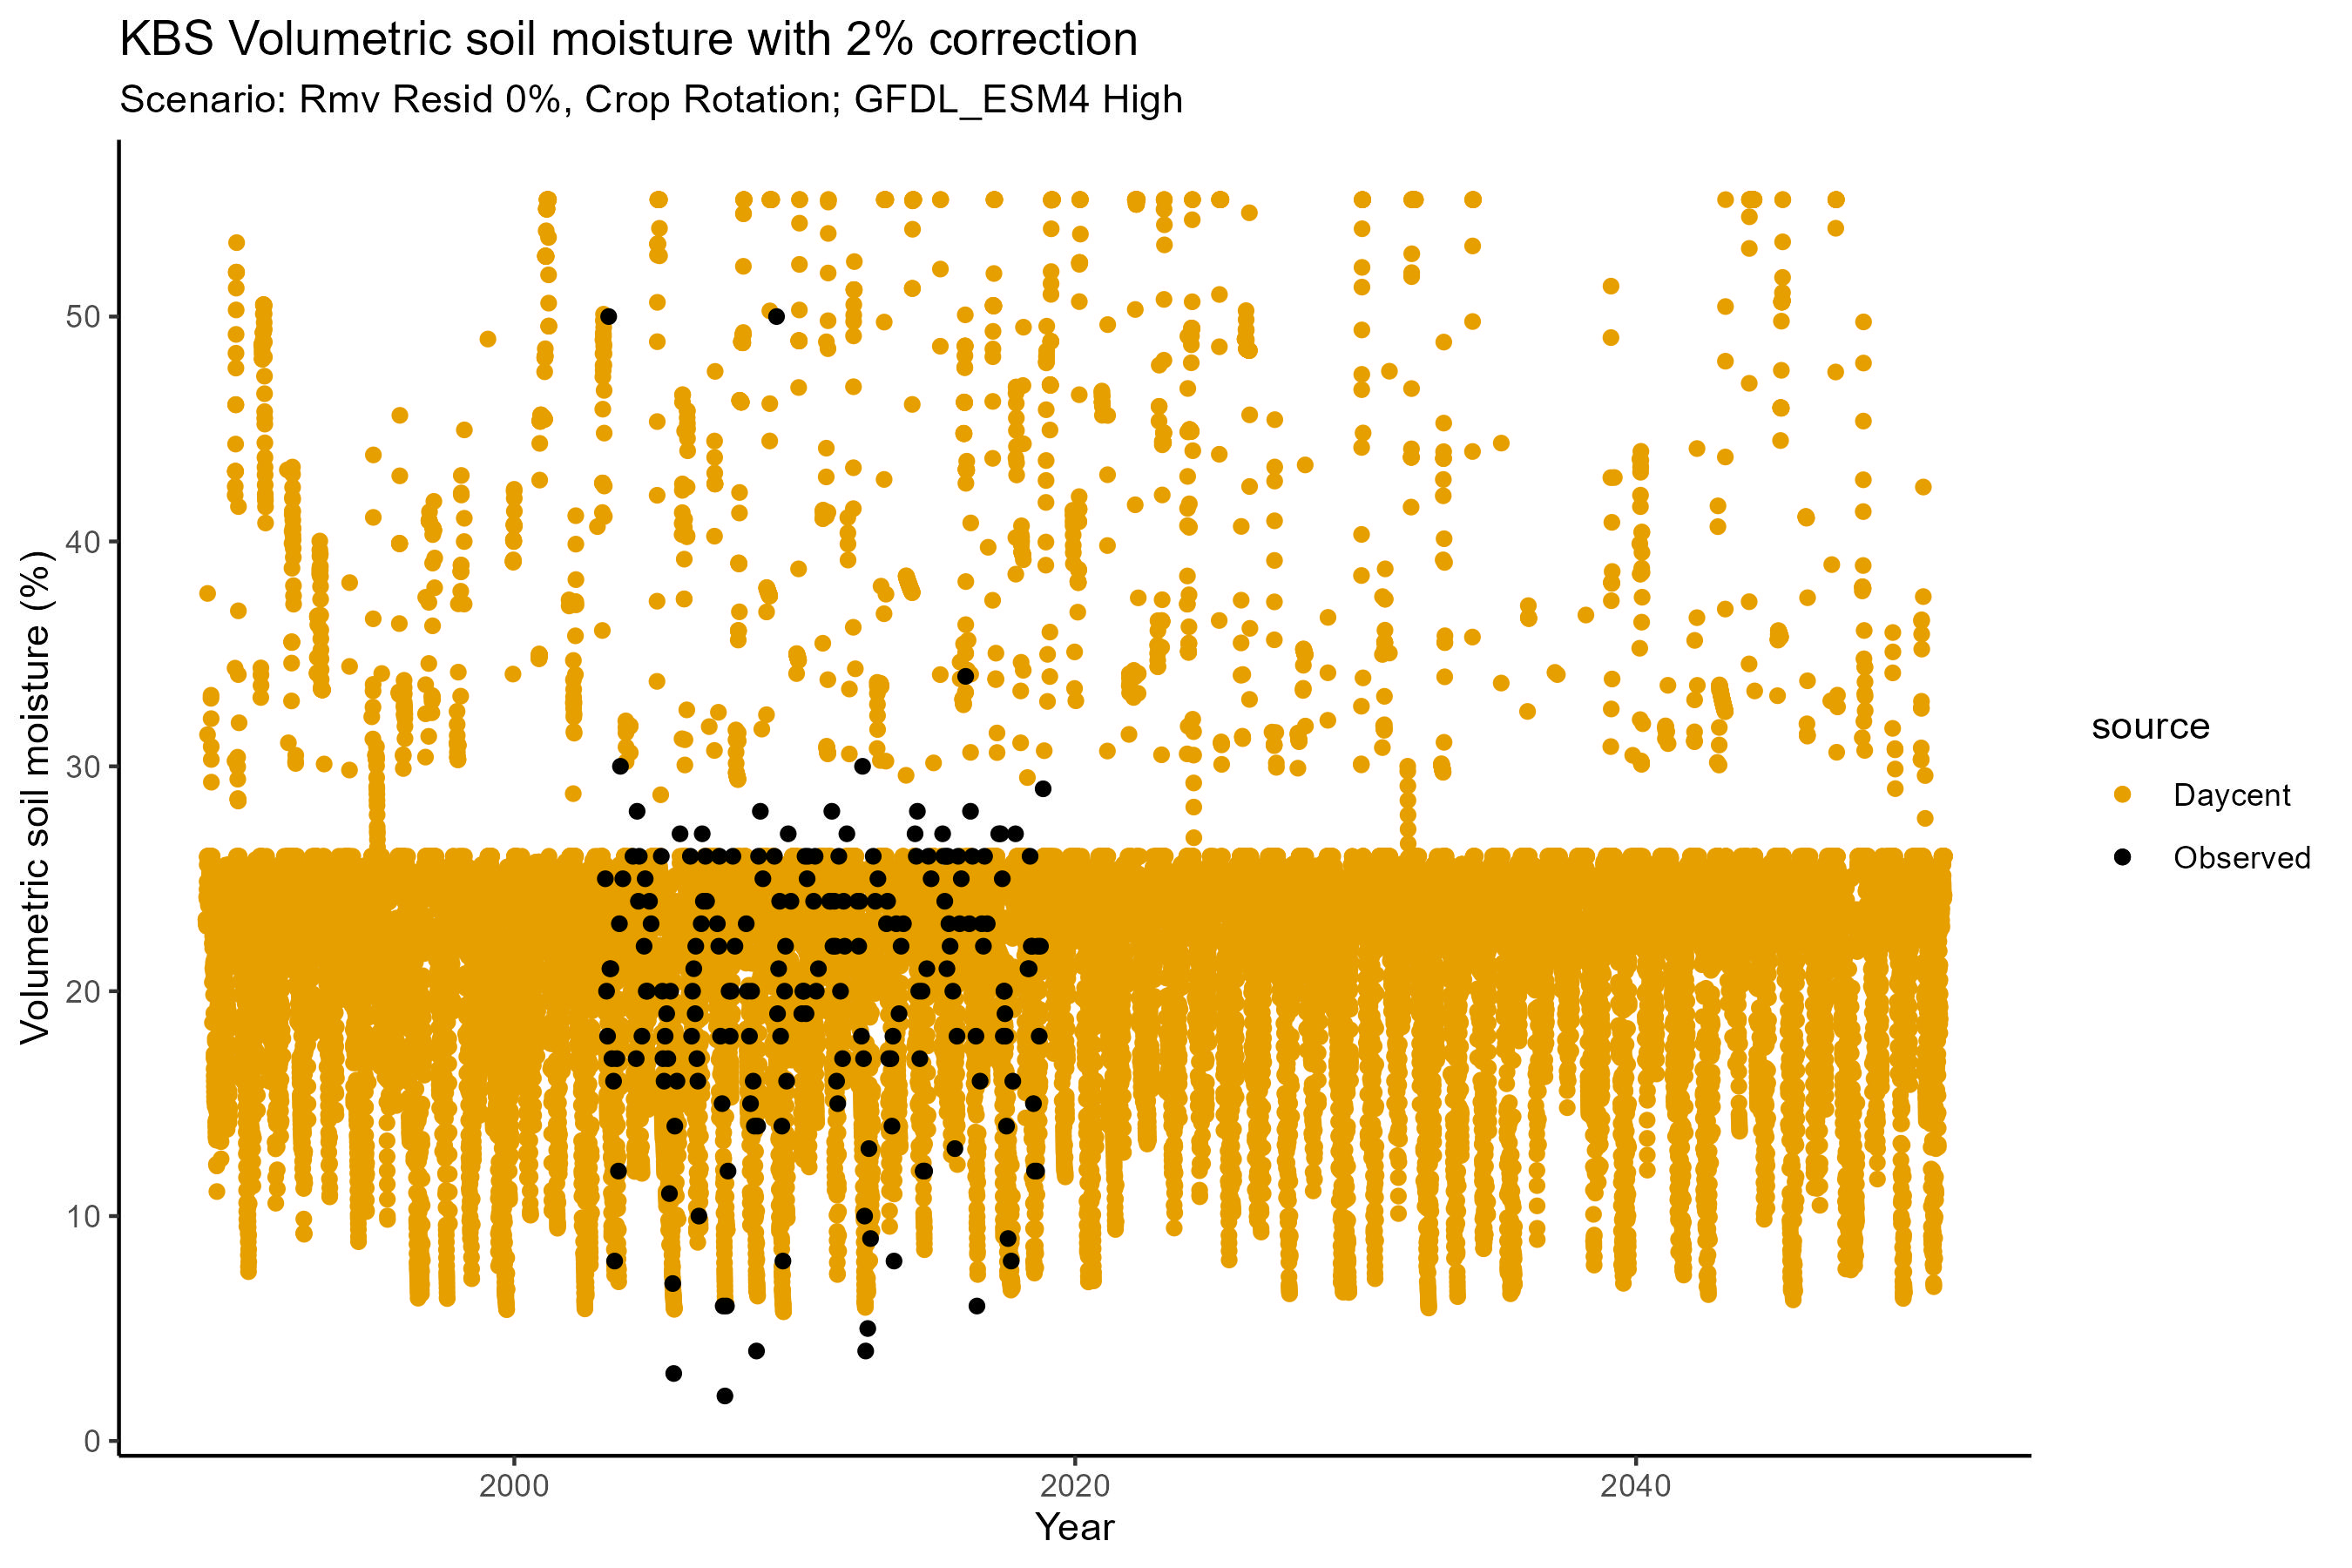 KBS Volumetric soil moisture with 2% correction
Scenario: Rmv Resid 0%, Crop Rotation; GFDL_ESM4 High
Volumetric soil moisture (%)
50
40
30
20
10
0
2000
2020
2040
Year
source
Daycent
Observed